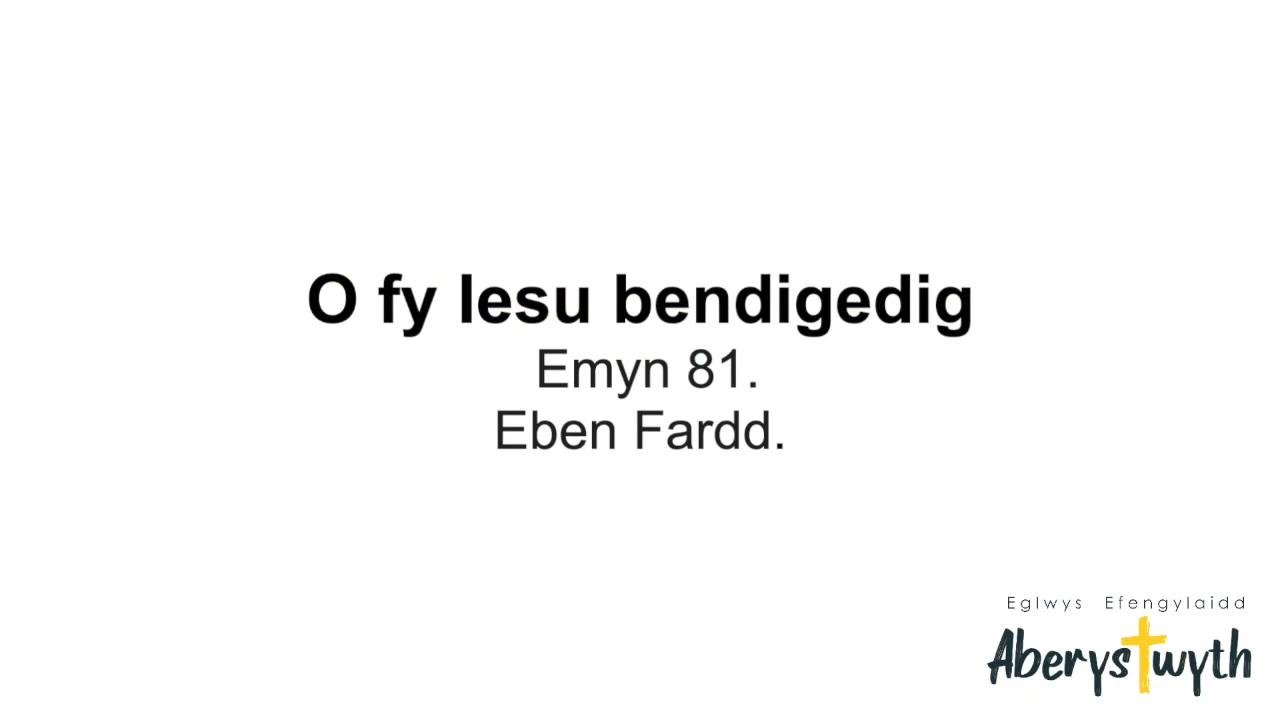 O fy Iesu bendigedig
Emyn 81.
Eben Fardd.
Eglwys Efengylaidd
Aberystwyth